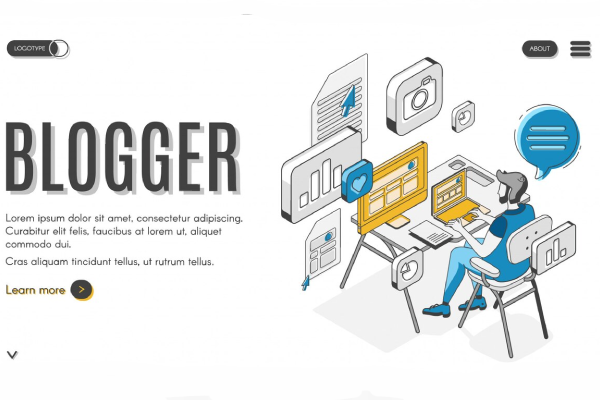 LOGOTYPE
ABOUT
BLOGGER
Lorem ipsum dolor sit amet, consectetur adipiscing.
Curabitur elit felis, faucibus at lorem ut, aliquet
commodo dui.
Cras aliquam tincidunt tellus, ut rutrum tellus.
Learn more